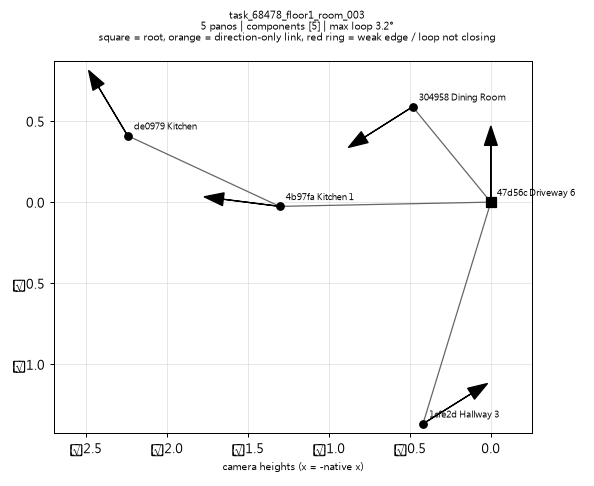 task_68478_floor1_room_003
5 panos | components [5] | max loop 3.2°
square = root, orange = direction-only link, red ring = weak edge / loop not closing
304958 Dining Room
de0979 Kitchen
0.5
47d56c Driveway 6
4b97fa Kitchen 1
0.0
√0.5
√1.0
Hallway 3
√2.5 √2.0 √1.5 √1.0 √0.5 0.0
camera heights (x = -native x)